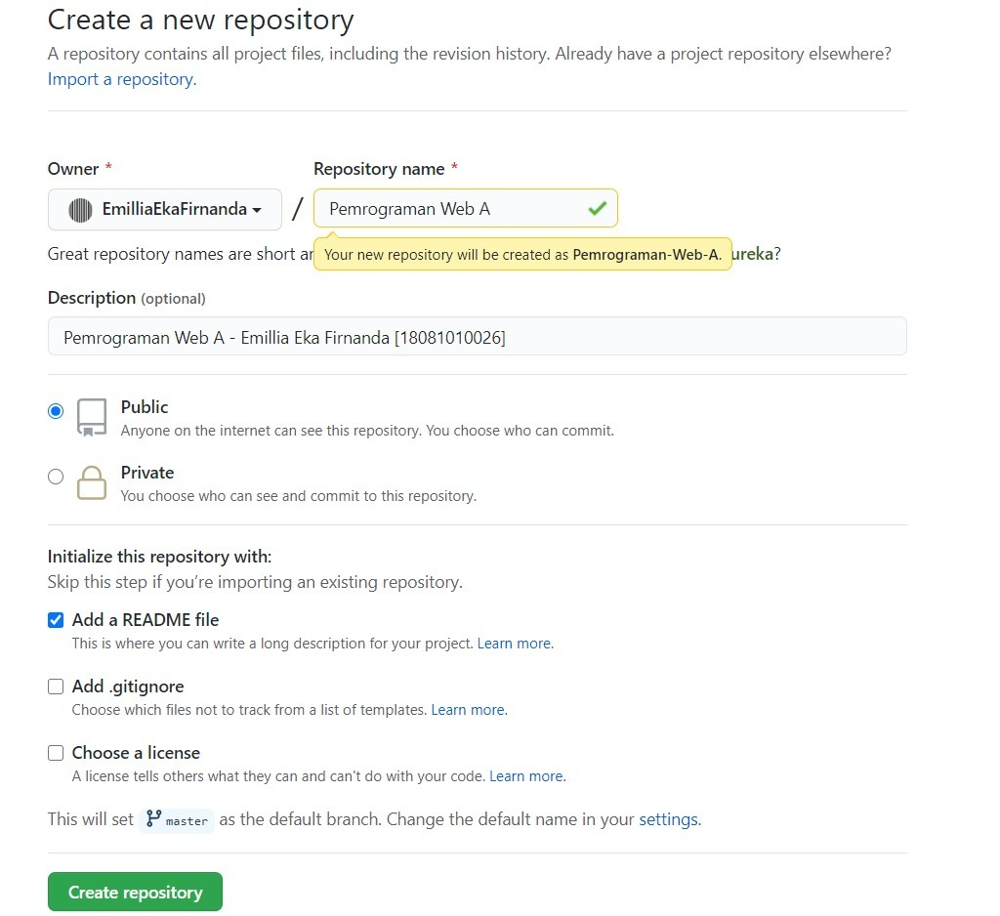 Create a new repository
A repository contains all project files, including the revision history. Already have a project repository elsewhere?
Import a repository.
Owner *
Repository name *
EmilliaEkaFirnanda
/
Pemrograman Web A
Great repository names are short
Your new repository will be created as Pemrograman-Web-A.
ureka?
Description (optional)
Pemrograman Web A - Emillia Eka Firnanda [18081010026]
Public
Anyone on the internet can see this repository. You choose who can commit.
Private
You choose who can see and commit to this repository.
Initialize this repository with:
Skip this step if you’re importing an existing repository.
Add a README file
This is where you can write a long description for your project. Learn more.
Add .gitignore
Choose which files not to track from a list of templates. Learn more.
Choose a license
A license tells others what they can and can't do with your code. Learn more.
This will set master as the default branch. Change the default name in your settings.
Create repository